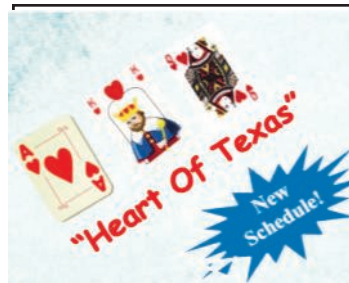 A
K K
Q
"Heart Of Texas"
New
Schedule!